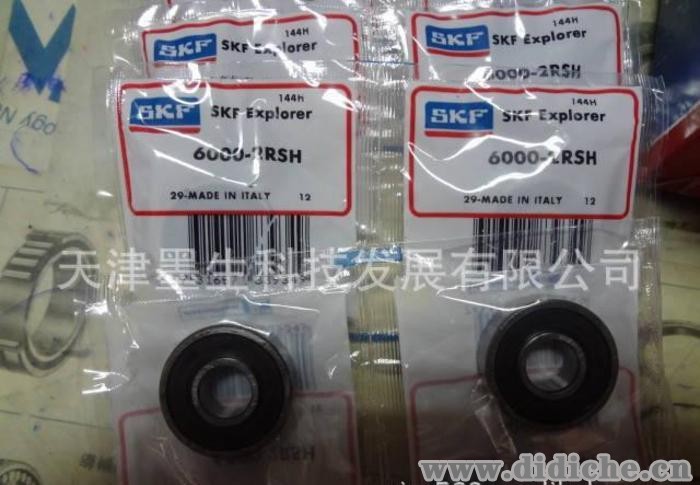 144H
SKF SKF Explorer
144H
SKF SKF Explorer
6000-2RSH
144H
SKF SKF Explorer
6000-2RSH
29-MADE IN ITALY 12
144H
SKF SKF Explorer
6000-2RSH
29-MADE IN ITALY 12
天津墨生科技发展有限公司
www.didiche.cn